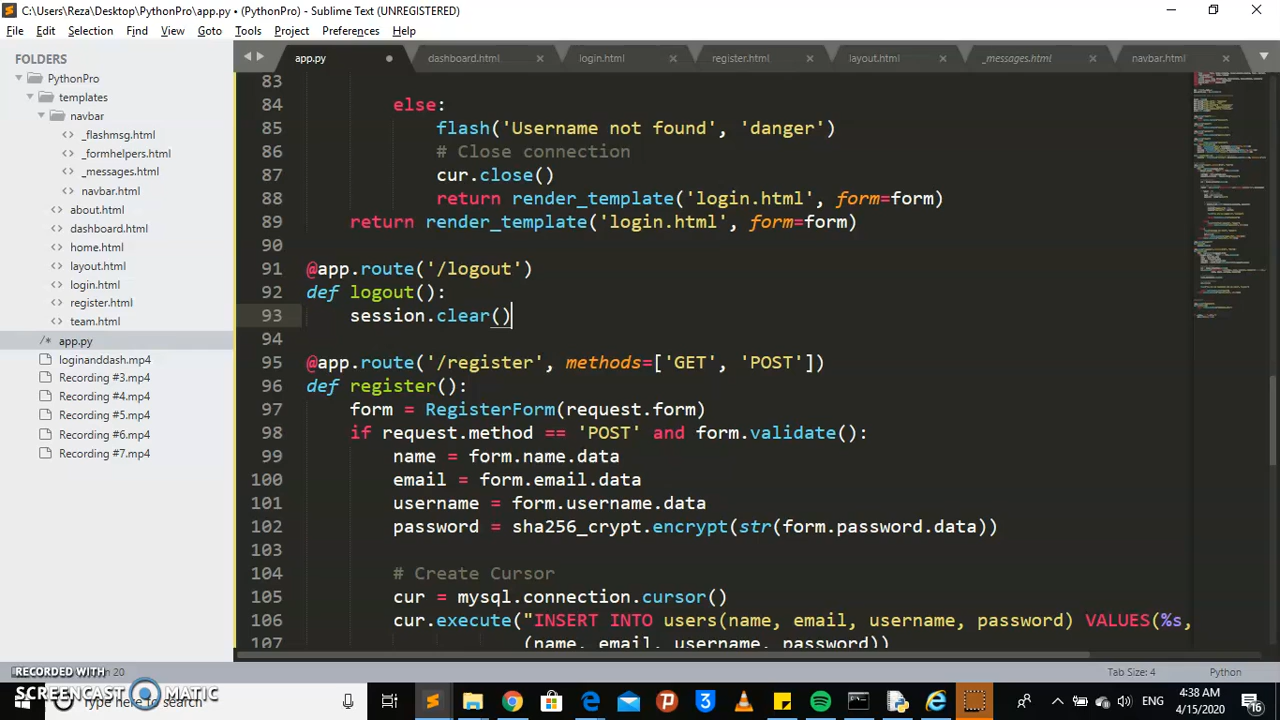 C:\Users\Reza\Desktop\PythonPro\app.py • (PythonPro) - Sublime Text (UNREGISTERED)
File Edit Selection Find View Goto Tools Project Preferences Help
FOLDERS
PythonPro
templates
navbar
_flashmsg.html
_formhelpers.html
_messages.html
navbar.html
about.html
dashboard.html
home.html
layout.html
login.html
register.html
team.html
app.py
loginanddash.mp4
Recording #3.mp4
Recording #4.mp4
Recording #5.mp4
Recording #6.mp4
Recording #7.mp4
app.py dashboard.html login.html register.html layout.html _messages.html navbar.html
83
84 else:
85 flash('Username not found', 'danger')
86 # Close connection
87 cur.close()
88 return render_template('login.html', form=form)
89 return render_template('login.html', form=form)
90
91 @app.route('/logout')
92 def logout():
93 session.clear()
94
95 @app.route('/register', methods=['GET', 'POST'])
96 def register():
97 form = RegisterForm(request.form)
98 if request.method == 'POST' and form.validate():
99 name = form.name.data
100 email = form.email.data
101 username = form.username.data
102 password = sha256_crypt.encrypt(str(form.password.data))
103
104 # Create Cursor
105 cur = mysql.connection.cursor()
106 cur.execute("INSERT INTO users(name, email, username, password) VALUES(%s,
107 (name, email, username, password))
RECORDED WITH
SCREENCAST MATIC
Tab Size: 4 Python
Type here to search
ENG
4:38 AM
4/15/2020
16